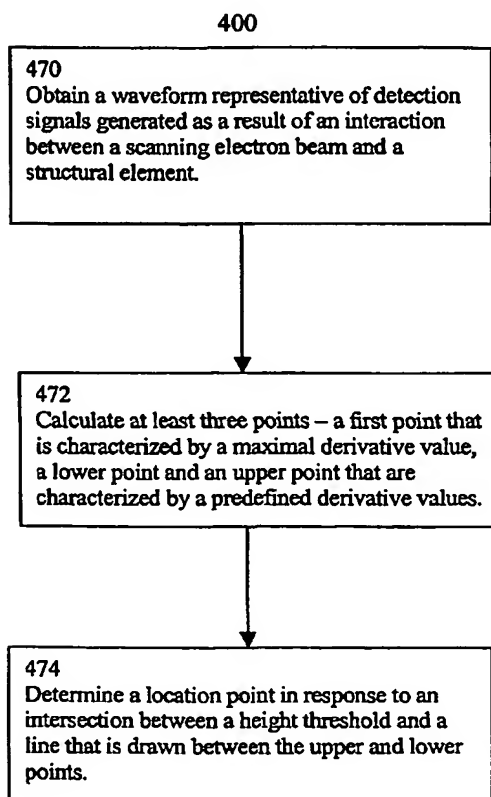 400
470
Obtain a waveform representative of detection
signals generated as a result of an interaction
between a scanning electron beam and a
structural element.
472
Calculate at least three points – a first point that
is characterized by a maximal derivative value,
a lower point and an upper point that are
characterized by a predefined derivative values.
474
Determine a location point in response to an
intersection between a height threshold and a
line that is drawn between the upper and lower
points.